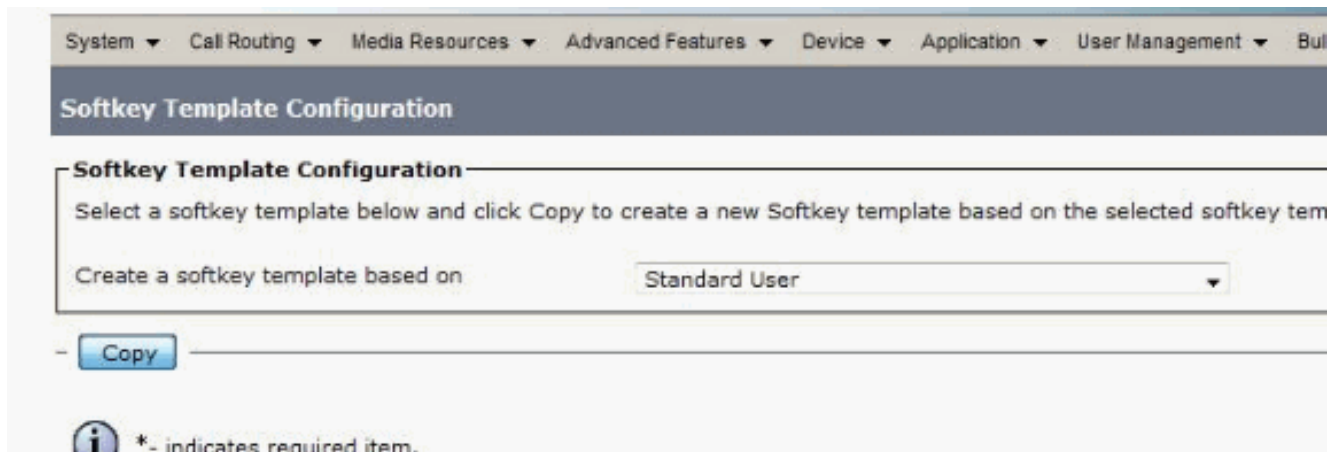 System Call Routing Media Resources Advanced Features Device Application User Management
Softkey Template Configuration
Softkey Template Configuration
Select a softkey template below and click Copy to create a new Softkey template based on the selected softkey
Create a softkey template based on Standard User
Copy
*- indicates required item.